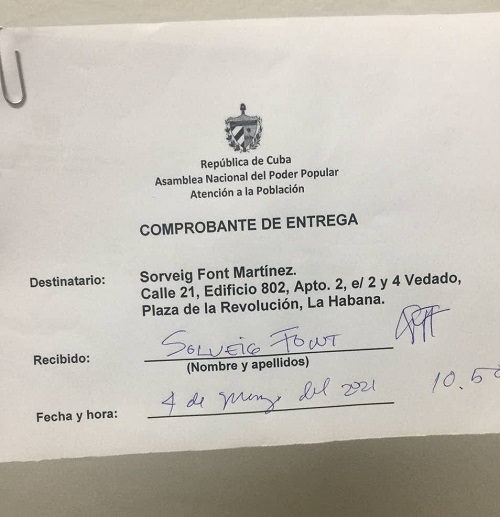 República de Cuba
Asamblea Nacional del Poder Popular
Atención a la Población
COMPROBANTE DE ENTREGA
Destinatario: Sorveig Font Martínez.
Calle 21, Edificio 802, Apto. 2, e/ 2 y 4 Vedado,
Plaza de la Revolución, La Habana.
Recibido: Solveig Font
(Nombre y apellidos)
Fecha y hora: 4 de marzo del 2021 10.50